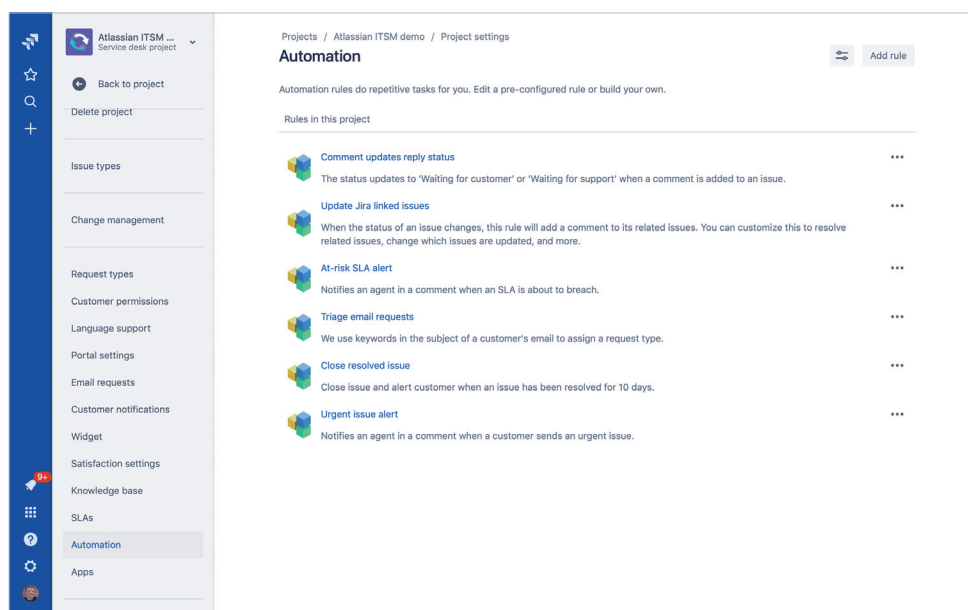 Atlassian ITSM ...
Service desk project
Back to project
Delete project
Issue types
Change management
Request types
Customer permissions
Language support
Portal settings
Email requests
Customer notifications
Widget
Satisfaction settings
Knowledge base
SLAs
Automation
Apps
9+
?
Projects / Atlassian ITSM demo / Project settings
Automation
Add rule
Automation rules do repetitive tasks for you. Edit a pre-configured rule or build your own.
Rules in this project
Comment updates reply status
The status updates to 'Waiting for customer' or 'Waiting for support' when a comment is added to an issue.
Update Jira linked issues
When the status of an issue changes, this rule will add a comment to its related issues. You can customize this to resolve
related issues, change which issues are updated, and more.
At-risk SLA alert
Notifies an agent in a comment when an SLA is about to breach.
Triage email requests
We use keywords in the subject of a customer's email to assign a request type.
Close resolved issue
Close issue and alert customer when an issue has been resolved for 10 days.
Urgent issue alert
Notifies an agent in a comment when a customer sends an urgent issue.